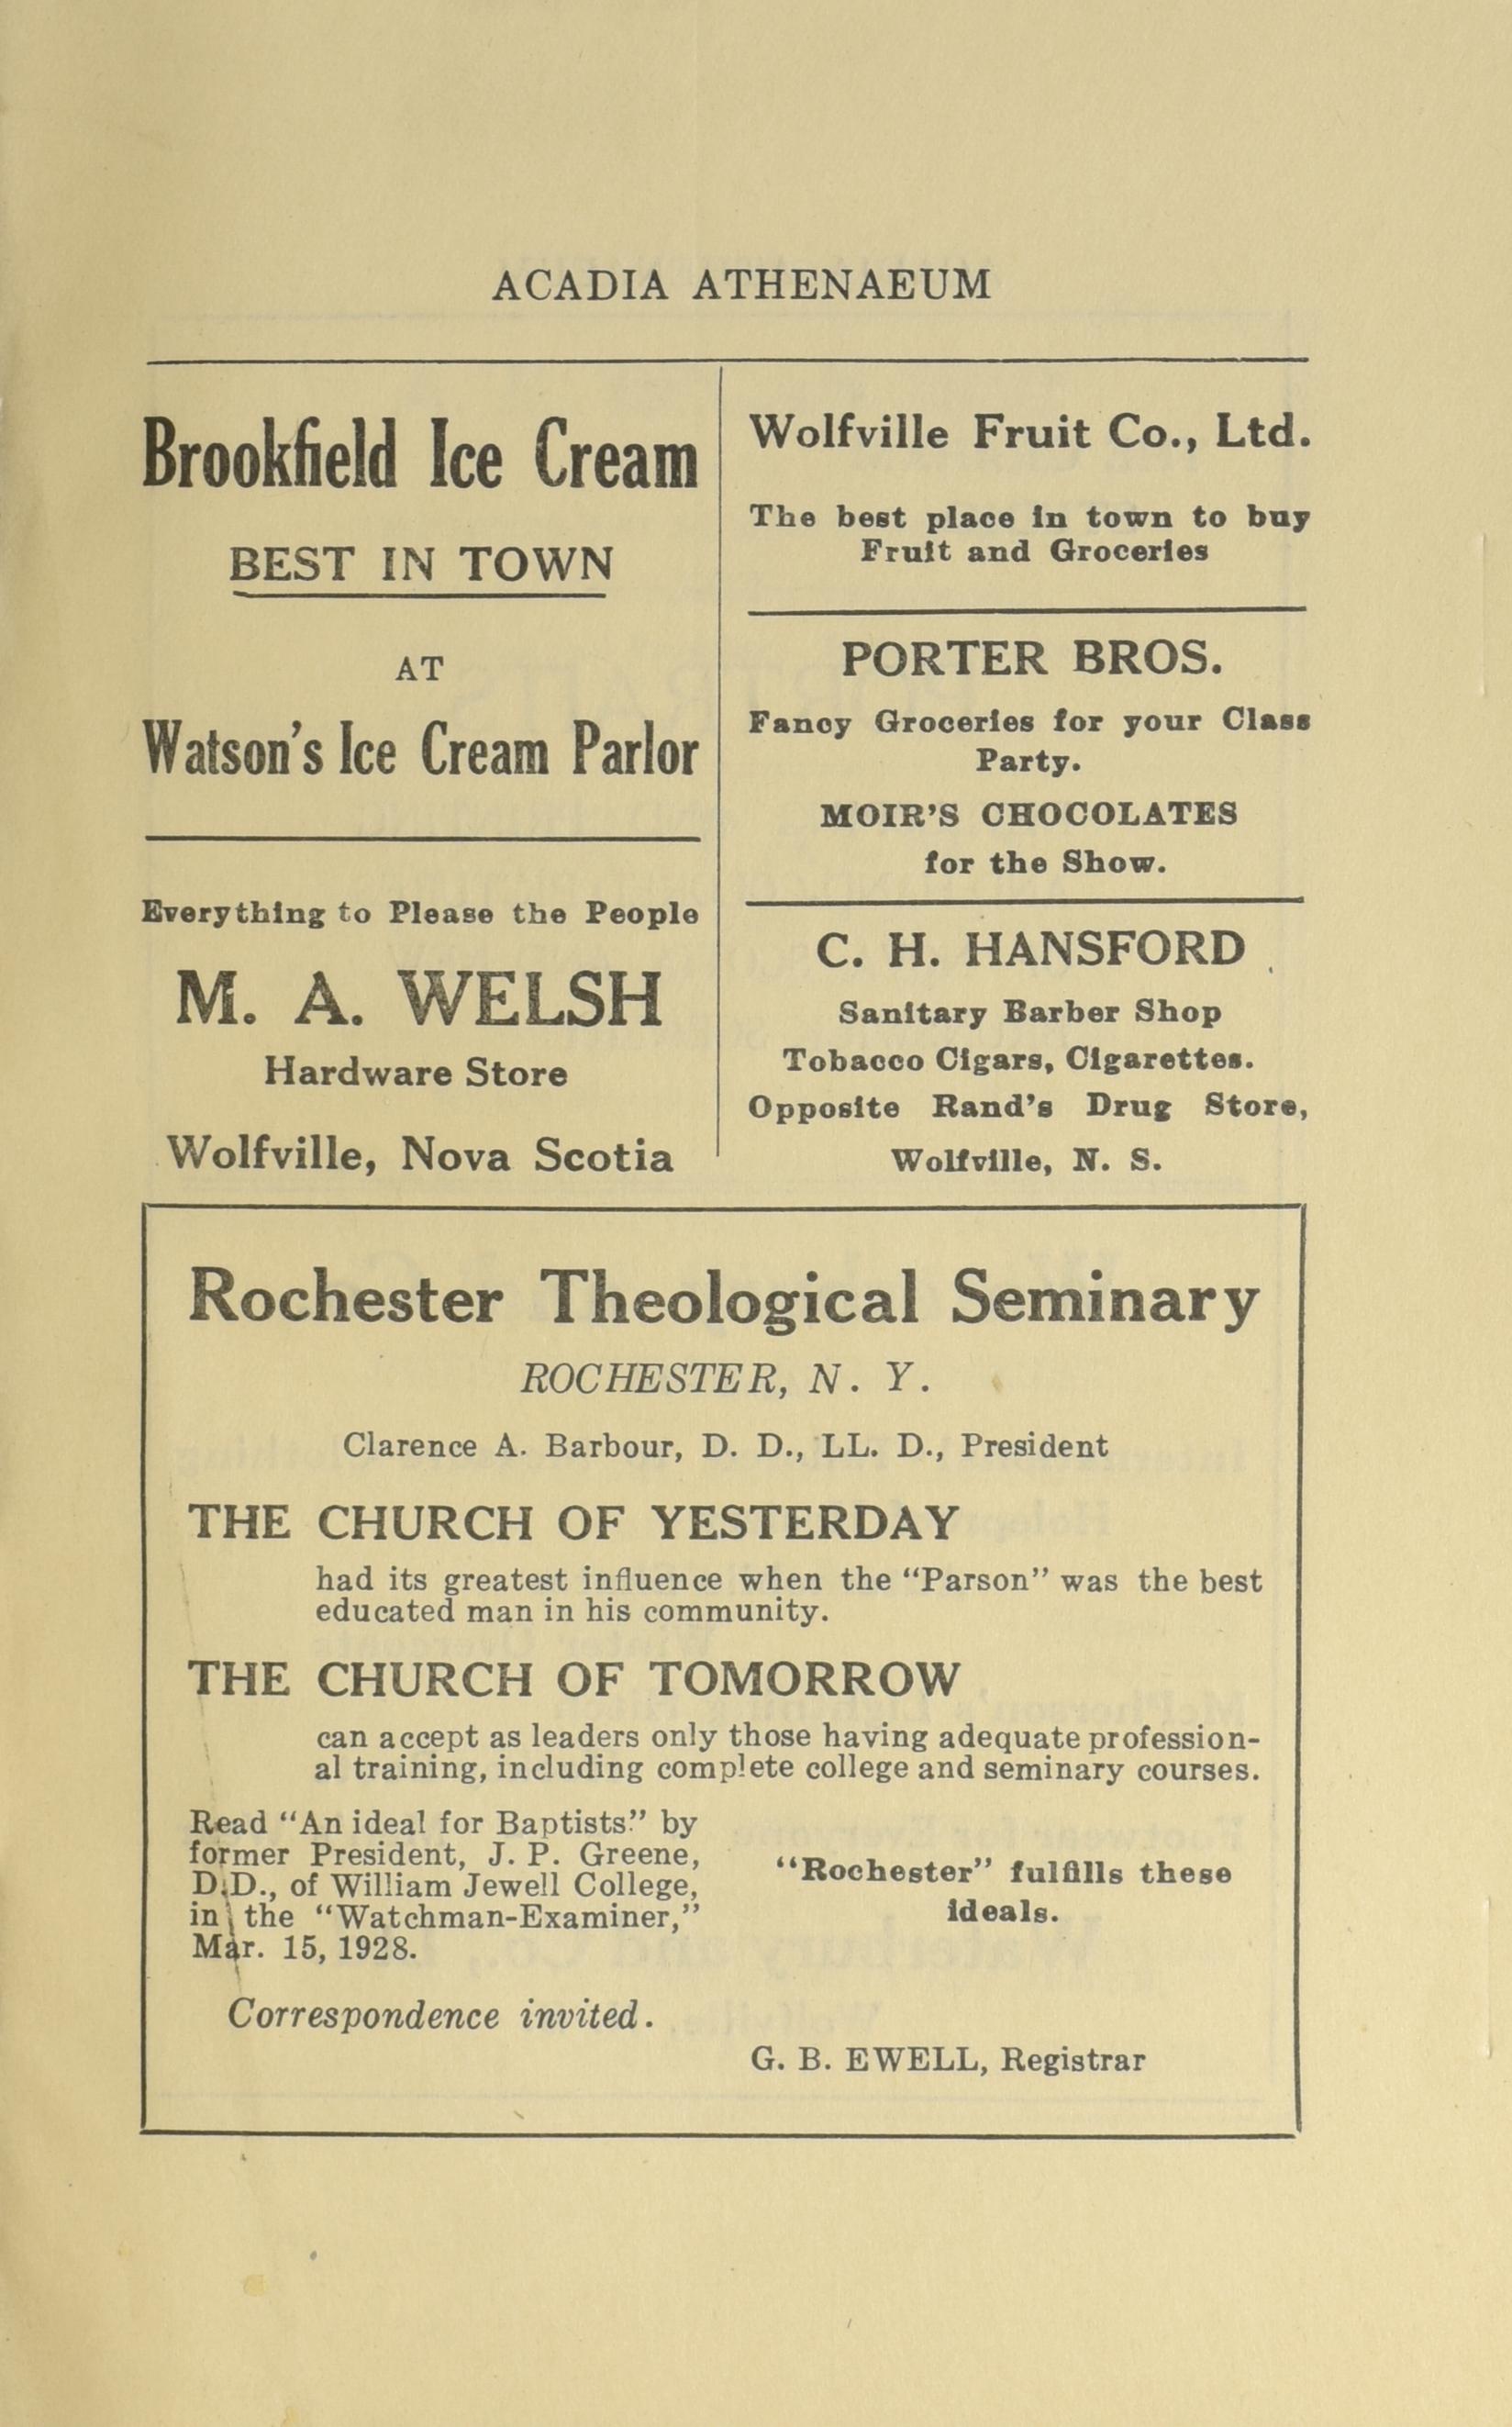 ACADIA ATHENAEUM
Brookfield Ice Cream
BEST IN TOWN
AT
Watson's Ice Cream Parlor
Everything to Please the People
M. A. WELSH
Hardware Store
Wolfville, Nova Scotia
Wolfville Fruit Co., Ltd.
The best place in town to buy
Fruit and Groceries
PORTER BROS.
Fancy Groceries for your Class
Party.
MOIR'S CHOCOLATES
for the Show.
C. H. HANSFORD
Sanitary Barber Shop
Tobacco Cigars, Cigarettes.
Opposite Rand's Drug Store,
Wolfville, N. S.
Rochester Theological Seminary
ROCHESTER, N. Y.
Clarence A. Barbour, D. D., LL. D., President
THE CHURCH OF YESTERDAY
had its greatest influence when the "Parson" was the best
educated man in his community.
THE CHURCH OF TOMORROW
can accept as leaders only those having adequate profession-
al training, including complete college and seminary courses.
Read "An ideal for Baptists" by
former President, J. P. Greene,
D.D., of William Jewell College,
in the "Watchman-Examiner,"
Mar. 15, 1928.
"Rochester" fulfills these
ideals.
Correspondence invited.
G. B. EWELL, Registrar